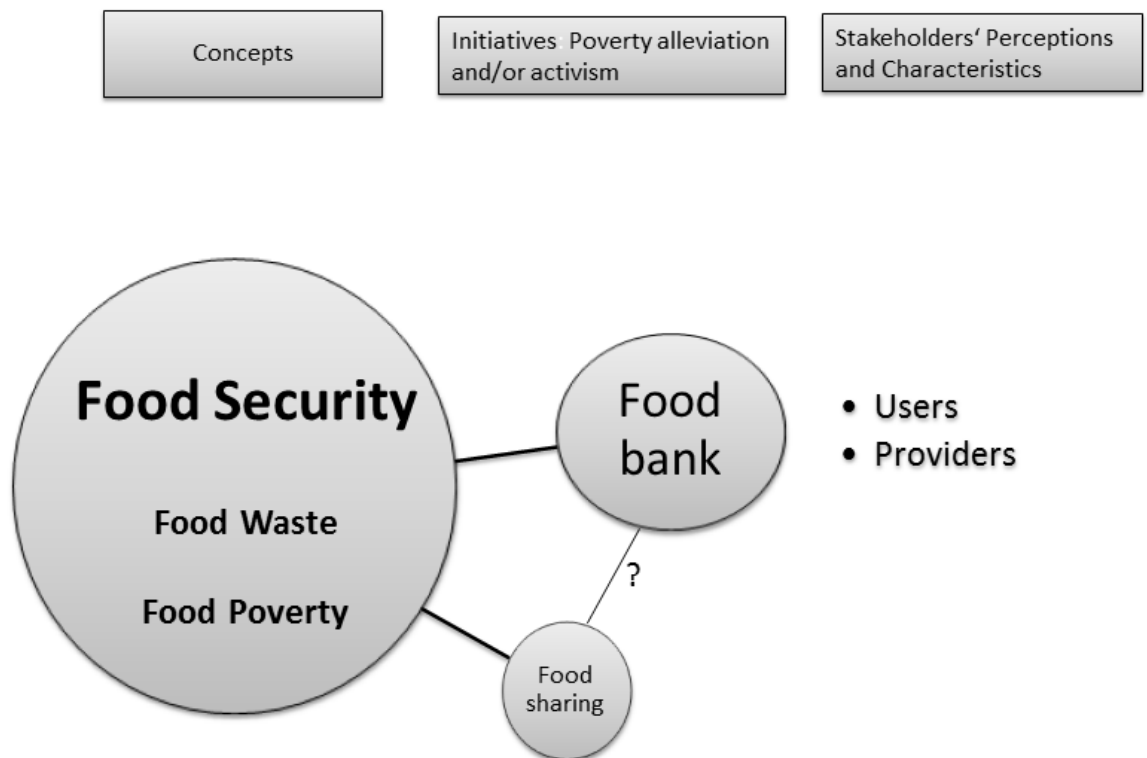 Concepts
Initiatives: Poverty alleviation
and/or activism
Stakeholders‘ Perceptions
and Characteristics
Food Security
Food Waste
Food Poverty
Food
bank
• Users
• Providers
?
Food
sharing